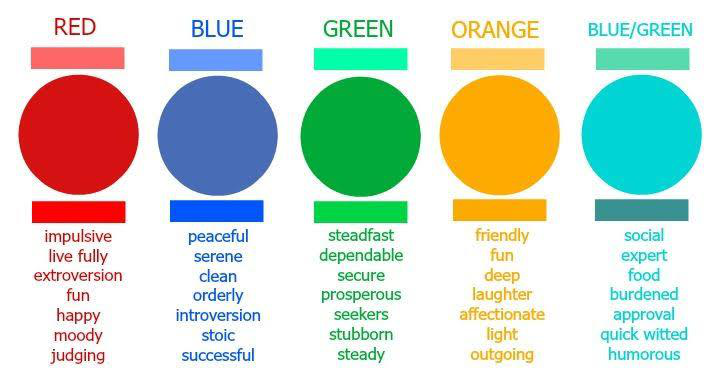 RED
impulsive
live fully
extroversion
fun
happy
moody
judging
BLUE
peaceful
serene
clean
orderly
introversion
stoic
successful
GREEN
steadfast
dependable
secure
prosperous
seekers
stubborn
steady
ORANGE
friendly
fun
deep
laughter
affectionate
light
outgoing
BLUE/GREEN
social
expert
food
burdened
approval
quick witted
humorous